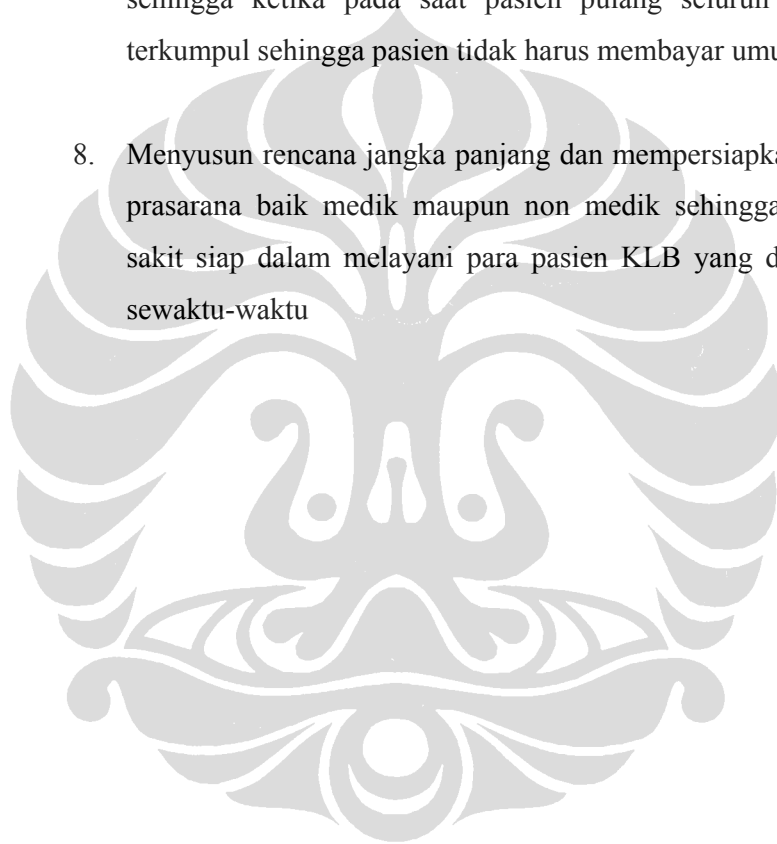 sehingga ketika pada saat pasien pulang seluruh
terkumpul sehingga pasien tidak harus membayar umu
8. Menyusun rencana jangka panjang dan mempersiapka
prasarana baik medik maupun non medik sehingga
sakit siap dalam melayani para pasien KLB yang d
sewaktu-waktu